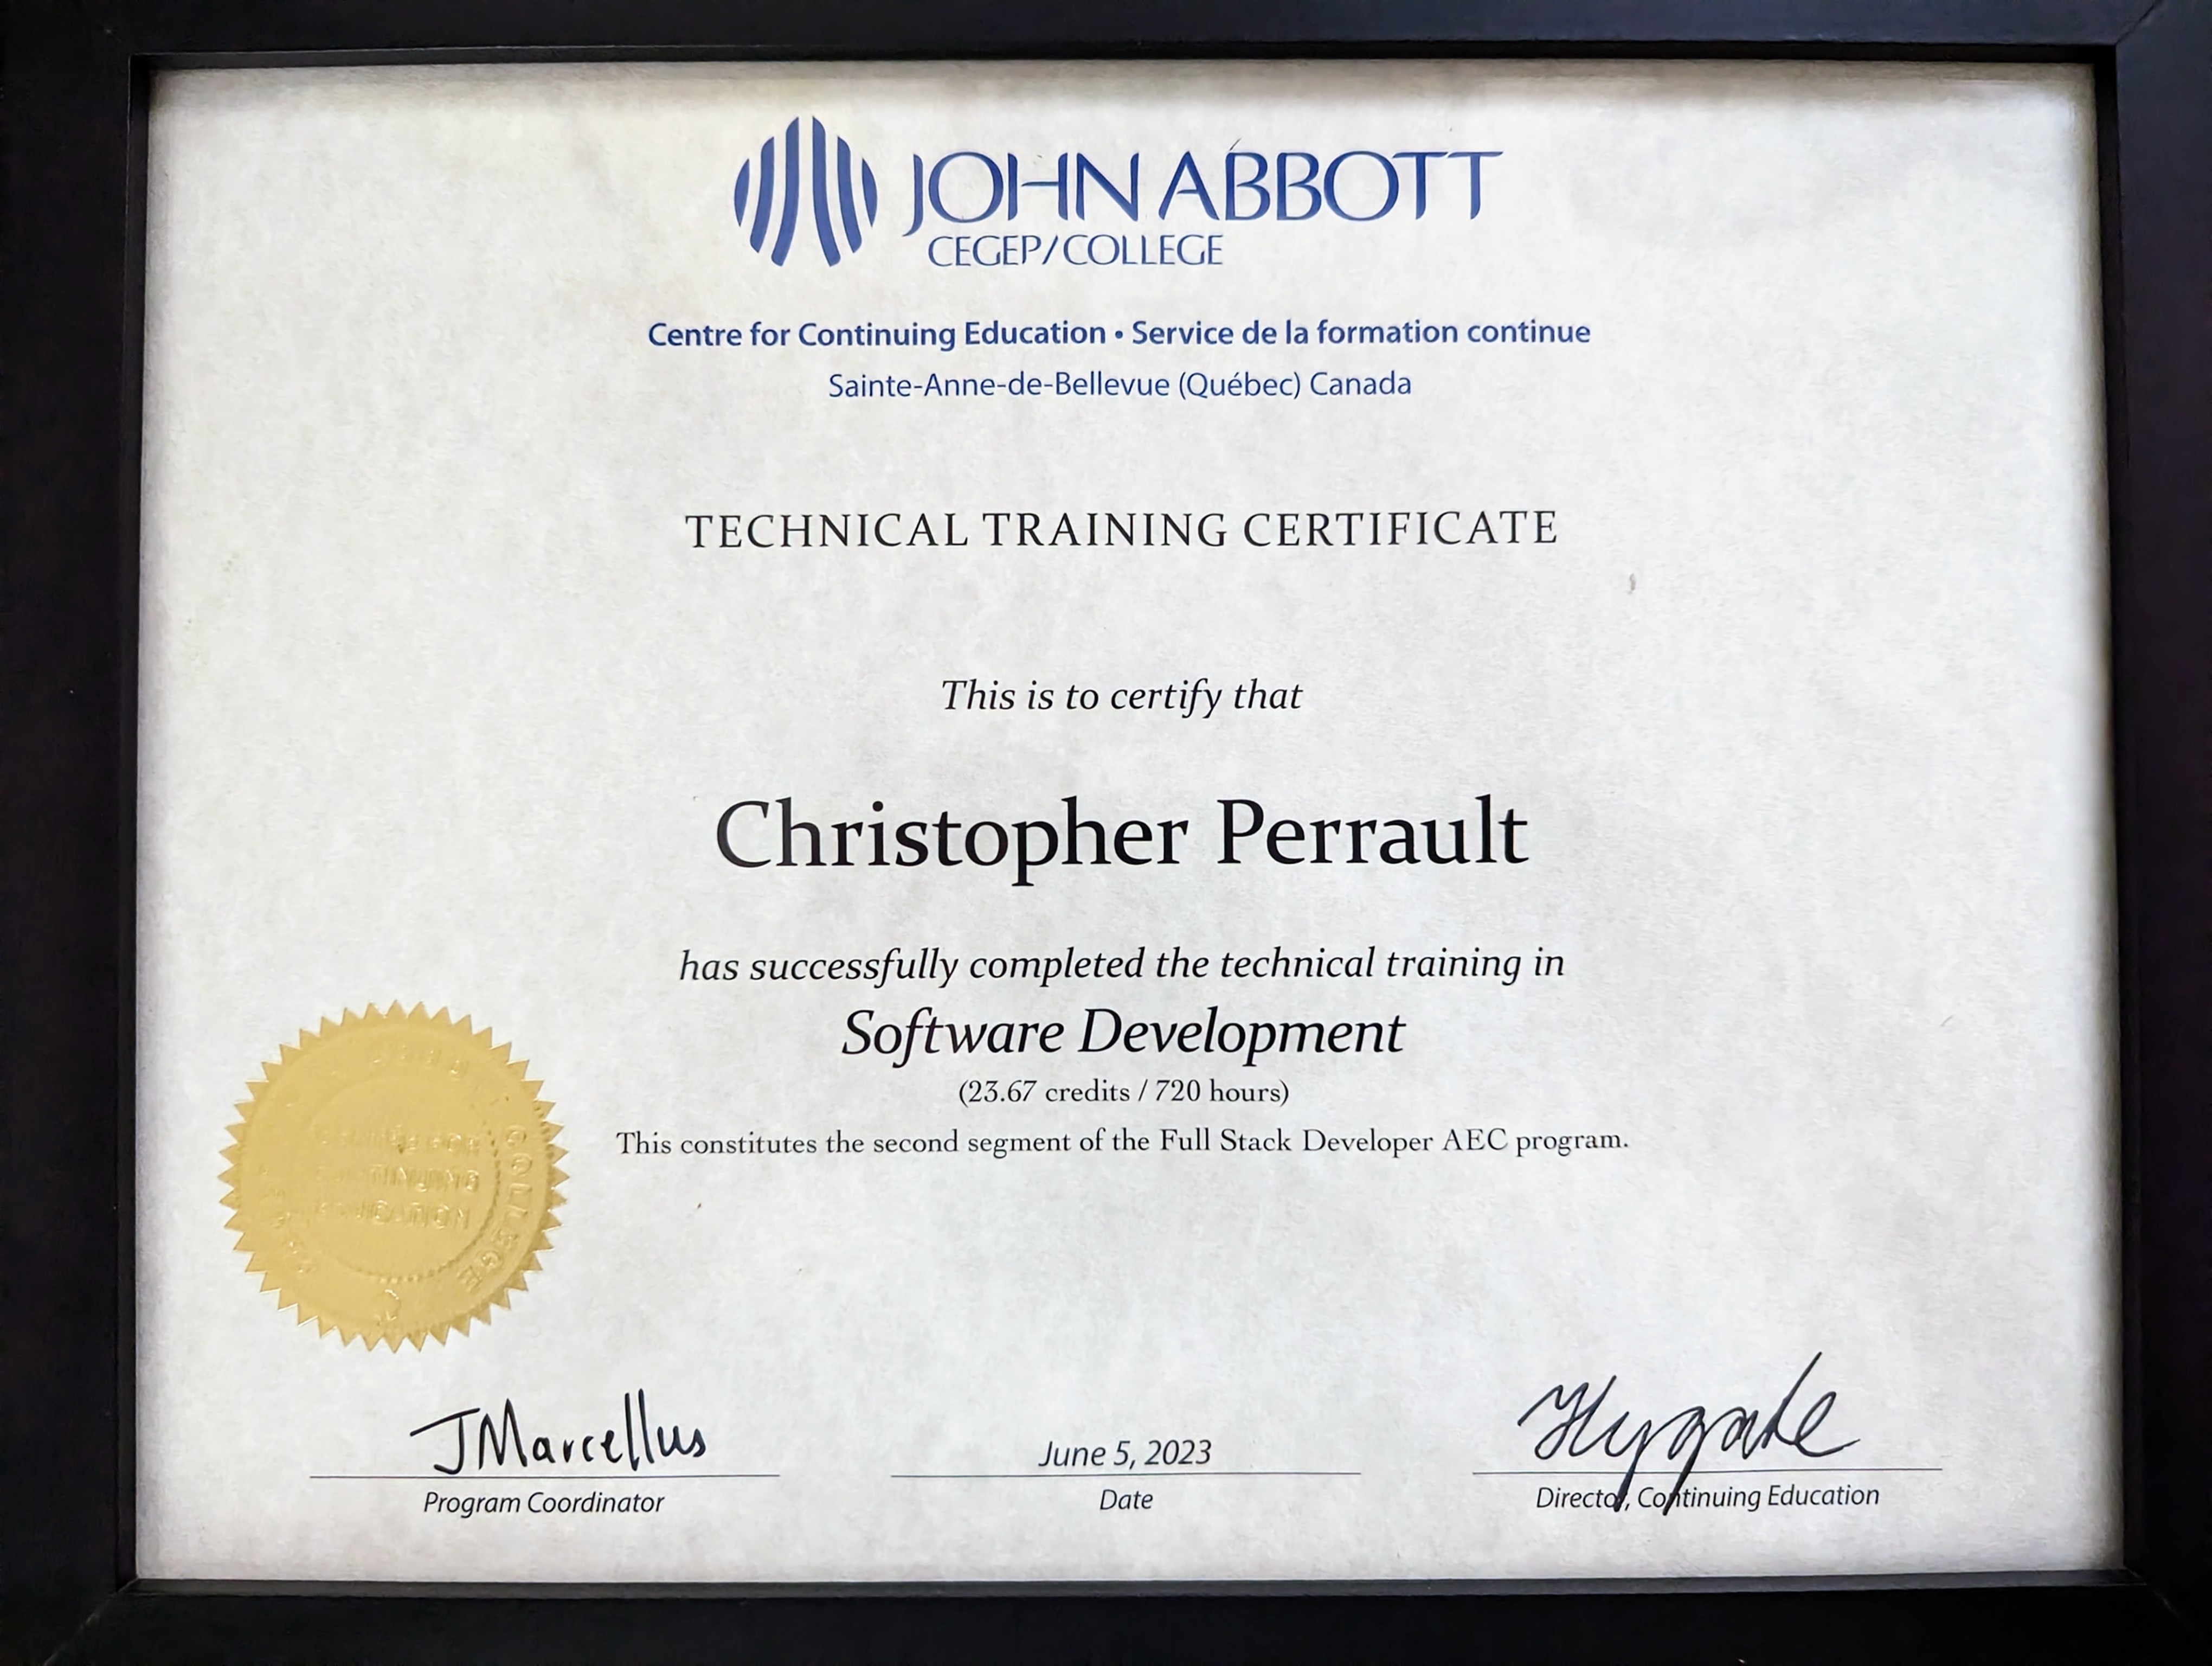 JOHN ABBOTT
CEGEP/COLLEGE
Centre for Continuing Education • Service de la formation continue
Sainte-Anne-de-Bellevue (Québec) Canada
TECHNICAL TRAINING CERTIFICATE
This is to certify that
Christopher Perrault
has successfully completed the technical training in
Software Development
(23.67 credits / 720 hours)
This constitutes the second segment of the Full Stack Developer AEC program.
COLLEGE
CENTRE FOR
CONTINUING
EDUCATION
JMarcellus
June 5, 2023
Program Coordinator
Date
Director, Continuing Education